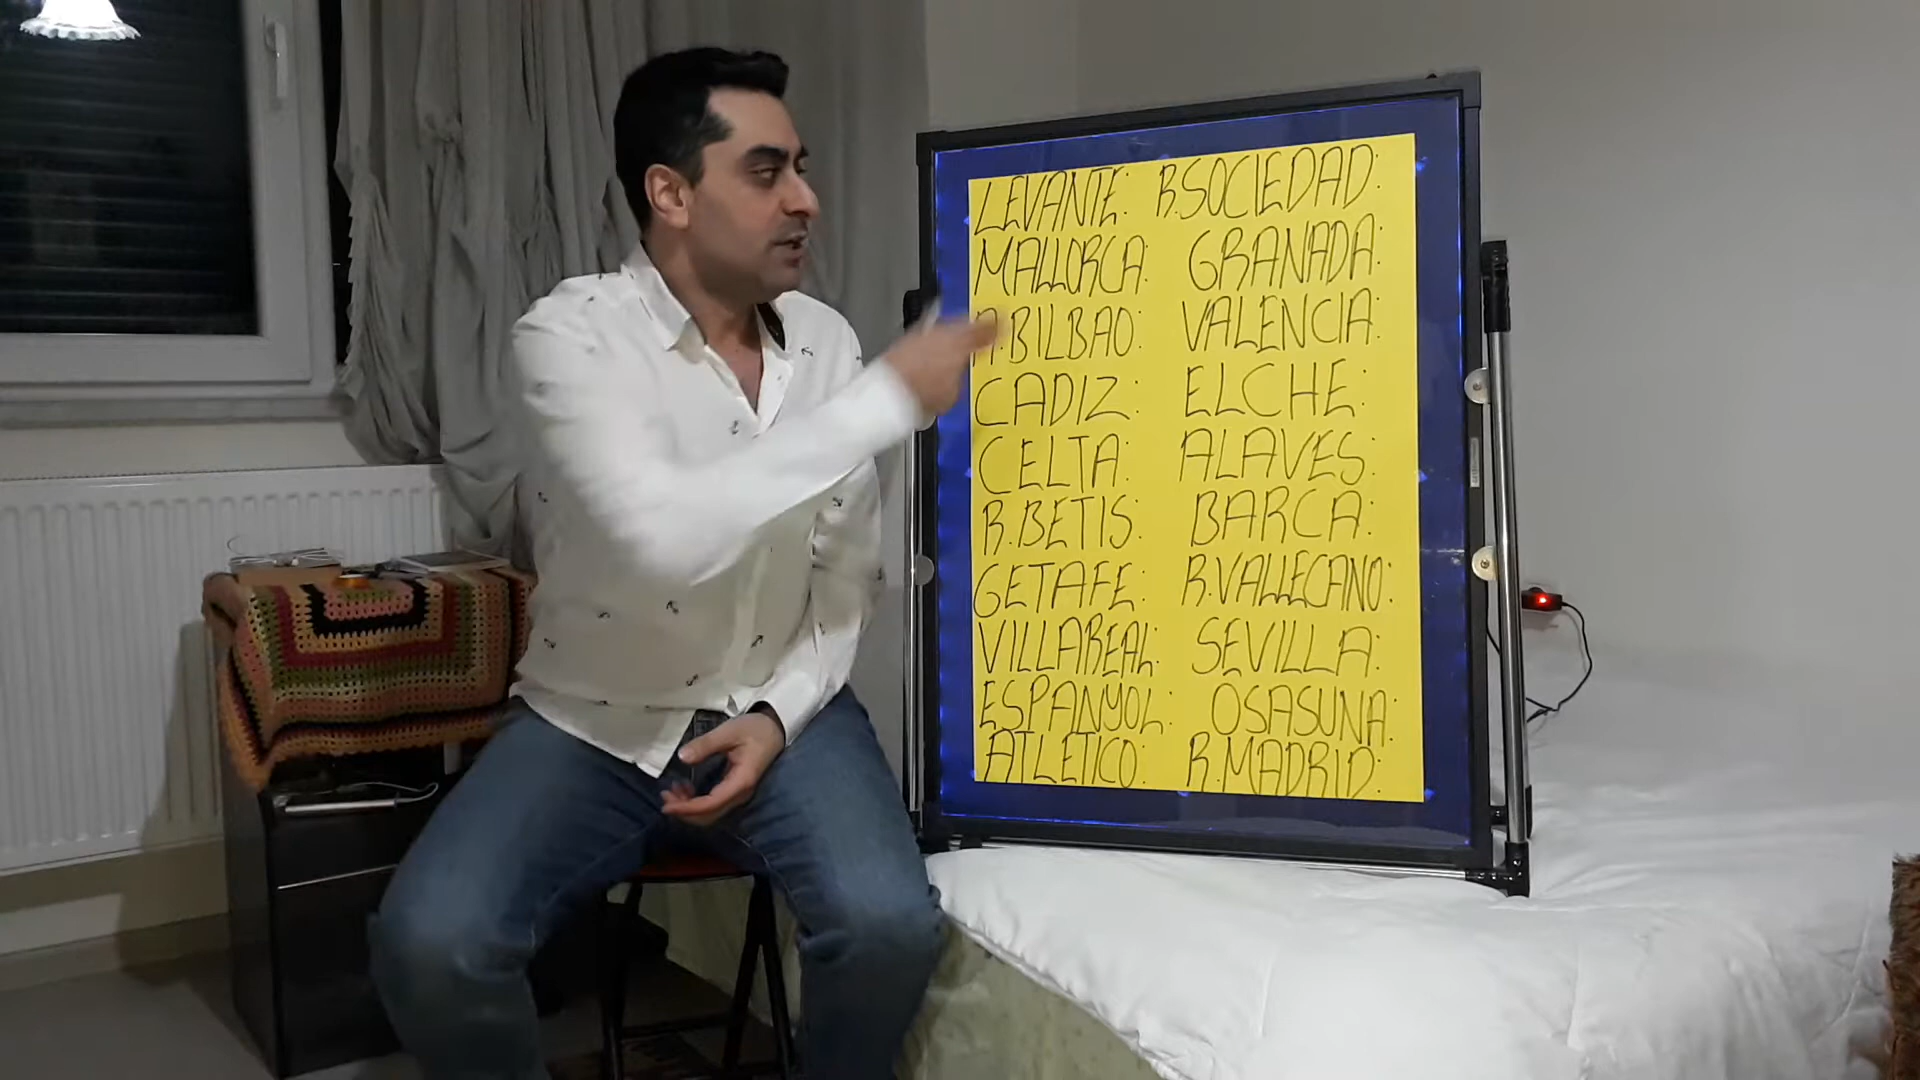 LEVANTE: R.SOCIEDAD:
MALLORCA: GRANADA:
A.BILBAO: VALENCIA:
CADIZ: ELCHE:
CELTA: ALAVES:
R.BETIS: BARCA:
GETAFE: R.VALLECANO:
VILLAREAL: SEVILLA:
ESPANYOL: OSASUNA:
ATLETICO: R.MADRID: